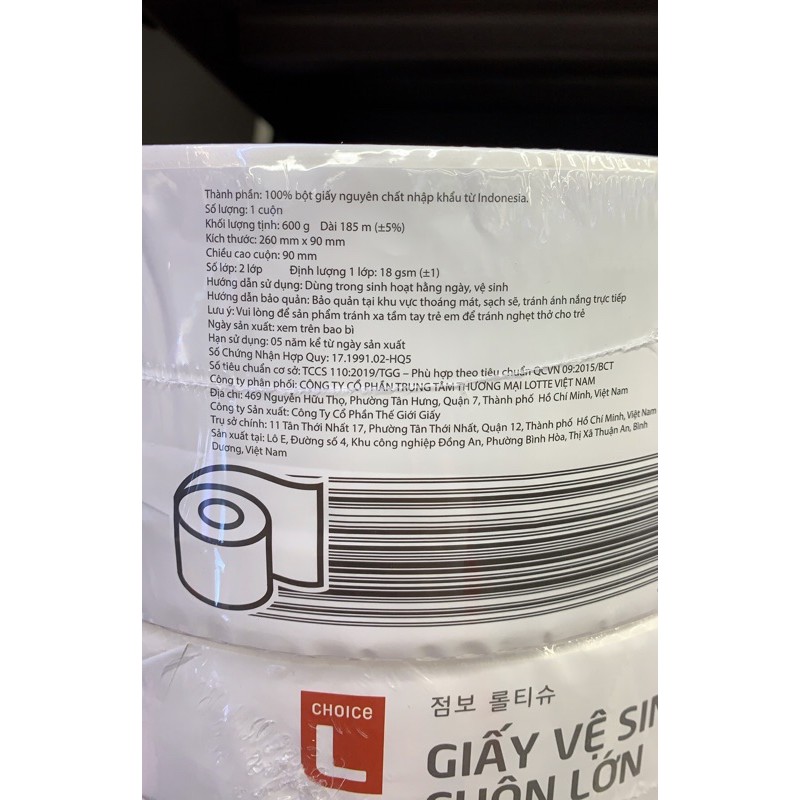 Thành phần: 100% bột giấy nguyên chất nhập khẩu từ Indonesia.
Số lượng: 1 cuộn
Khối lượng tịnh: 600 g Dài 185 m (±5%)
Kích thước: 260 mm x 90 mm
Chiều cao cuộn: 90 mm
Số lớp: 2 lớp Định lượng 1 lớp: 18 gsm (±1)
Hướng dẫn sử dụng: Dùng trong sinh hoạt hằng ngày, vệ sinh
Hướng dẫn bảo quản: Bảo quản tại khu vực thoáng mát, sạch sẽ, tránh ánh nắng trực tiếp
Lưu ý: Vui lòng để sản phẩm tránh xa tầm tay trẻ em để tránh nghẹt thở cho trẻ
Ngày sản xuất: xem trên bao bì
Hạn sử dụng: 05 năm kể từ ngày sản xuất
Số Chứng Nhận Hợp Quy: 17.1991.02-HQ5
Số tiêu chuẩn cơ sở: TCCS 110:2019/TGG – Phù hợp theo tiêu chuẩn QCVN 09:2015/BCT
Công ty phân phối: CÔNG TY CỔ PHẦN TRUNG TÂM THƯƠNG MẠI LOTTE VIỆT NAM
Địa chỉ: 469 Nguyễn Hữu Thọ, Phường Tân Hưng, Quận 7, Thành phố Hồ Chí Minh, Việt Nam
Công ty Sản xuất: Công Ty Cổ Phần Thế Giới Giấy
Trụ sở chính: 11 Tân Thới Nhất 17, Phường Tân Thới Nhất, Quận 12, Thành phố Hồ Chí Minh, Việt Nam
Sản xuất tại: Lô E, Đường số 4, Khu công nghiệp Đồng An, Phường Bình Hòa, Thị Xã Thuận An, Bình
Dương, Việt Nam
CHOICE
L
점보 롤티슈
GIẤY VỆ SIN
CUỘN LỚN